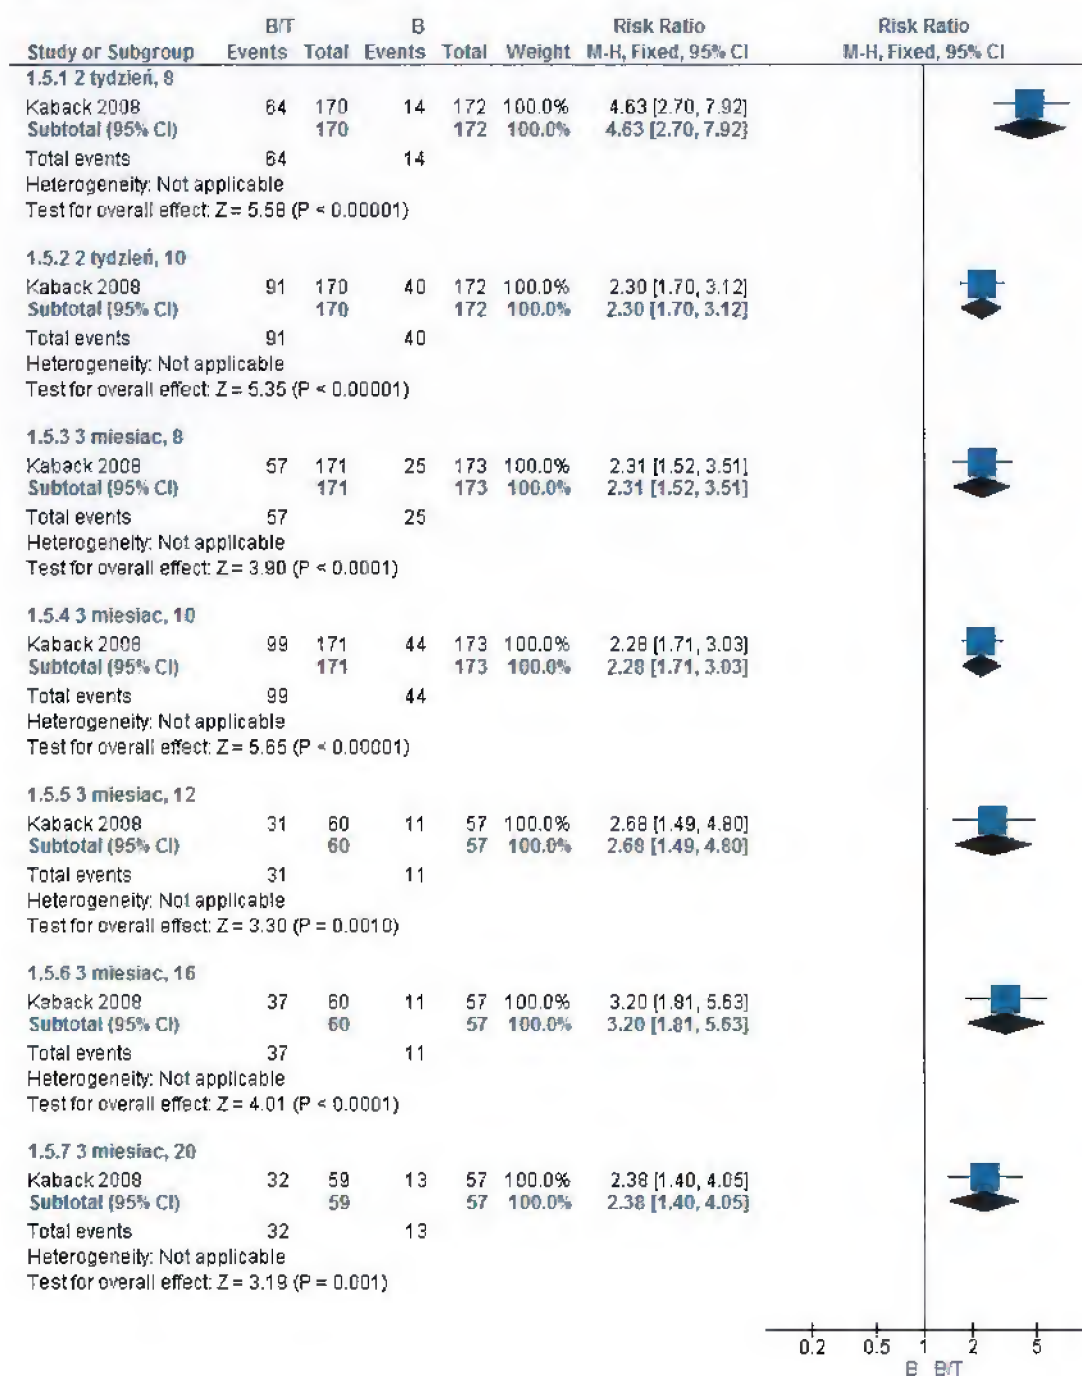 B/T B Risk Ratio Risk Ratio
Study or Subgroup Events Total Events Total Weight M-H, Fixed, 95% CI M-H, Fixed, 95% CI
1.5.1 2 tydzień, 8
Kaback 2008 64 170 14 172 100.0% 4.63 [2.70, 7.92]
Subtotal (95% CI) 170 172 100.0% 4.63 [2.70, 7.92]
Total events 64 14
Heterogeneity: Not applicable
Test for overall effect: Z = 5.58 (P < 0.00001)
1.5.2 2 tydzień, 10
Kaback 2008 91 170 40 172 100.0% 2.30 [1.70, 3.12]
Subtotal (95% CI) 170 172 100.0% 2.30 [1.70, 3.12]
Total events 91 40
Heterogeneity: Not applicable
Test for overall effect: Z = 5.35 (P < 0.00001)
1.5.3 3 miesiac, 8
Kaback 2008 57 171 25 173 100.0% 2.31 [1.52, 3.51]
Subtotal (95% CI) 171 173 100.0% 2.31 [1.52, 3.51]
Total events 57 25
Heterogeneity: Not applicable
Test for overall effect: Z = 3.90 (P < 0.0001)
1.5.4 3 miesiac, 10
Kaback 2008 99 171 44 173 100.0% 2.28 [1.71, 3.03]
Subtotal (95% CI) 171 173 100.0% 2.28 [1.71, 3.03]
Total events 99 44
Heterogeneity: Not applicable
Test for overall effect: Z = 5.65 (P < 0.00001)
1.5.5 3 miesiac, 12
Kaback 2008 31 60 11 57 100.0% 2.68 [1.49, 4.80]
Subtotal (95% CI) 60 57 100.0% 2.68 [1.49, 4.80]
Total events 31 11
Heterogeneity: Not applicable
Test for overall effect: Z = 3.30 (P = 0.0010)
1.5.6 3 miesiac, 16
Kaback 2008 37 60 11 57 100.0% 3.20 [1.81, 5.63]
Subtotal (95% CI) 60 57 100.0% 3.20 [1.81, 5.63]
Total events 37 11
Heterogeneity: Not applicable
Test for overall effect: Z = 4.01 (P < 0.0001)
1.5.7 3 miesiac, 20
Kaback 2008 32 59 13 57 100.0% 2.38 [1.40, 4.05]
Subtotal (95% CI) 59 57 100.0% 2.38 [1.40, 4.05]
Total events 32 13
Heterogeneity: Not applicable
Test for overall effect: Z = 3.19 (P = 0.001)
0.2 0.5 1 2 5
B B/T